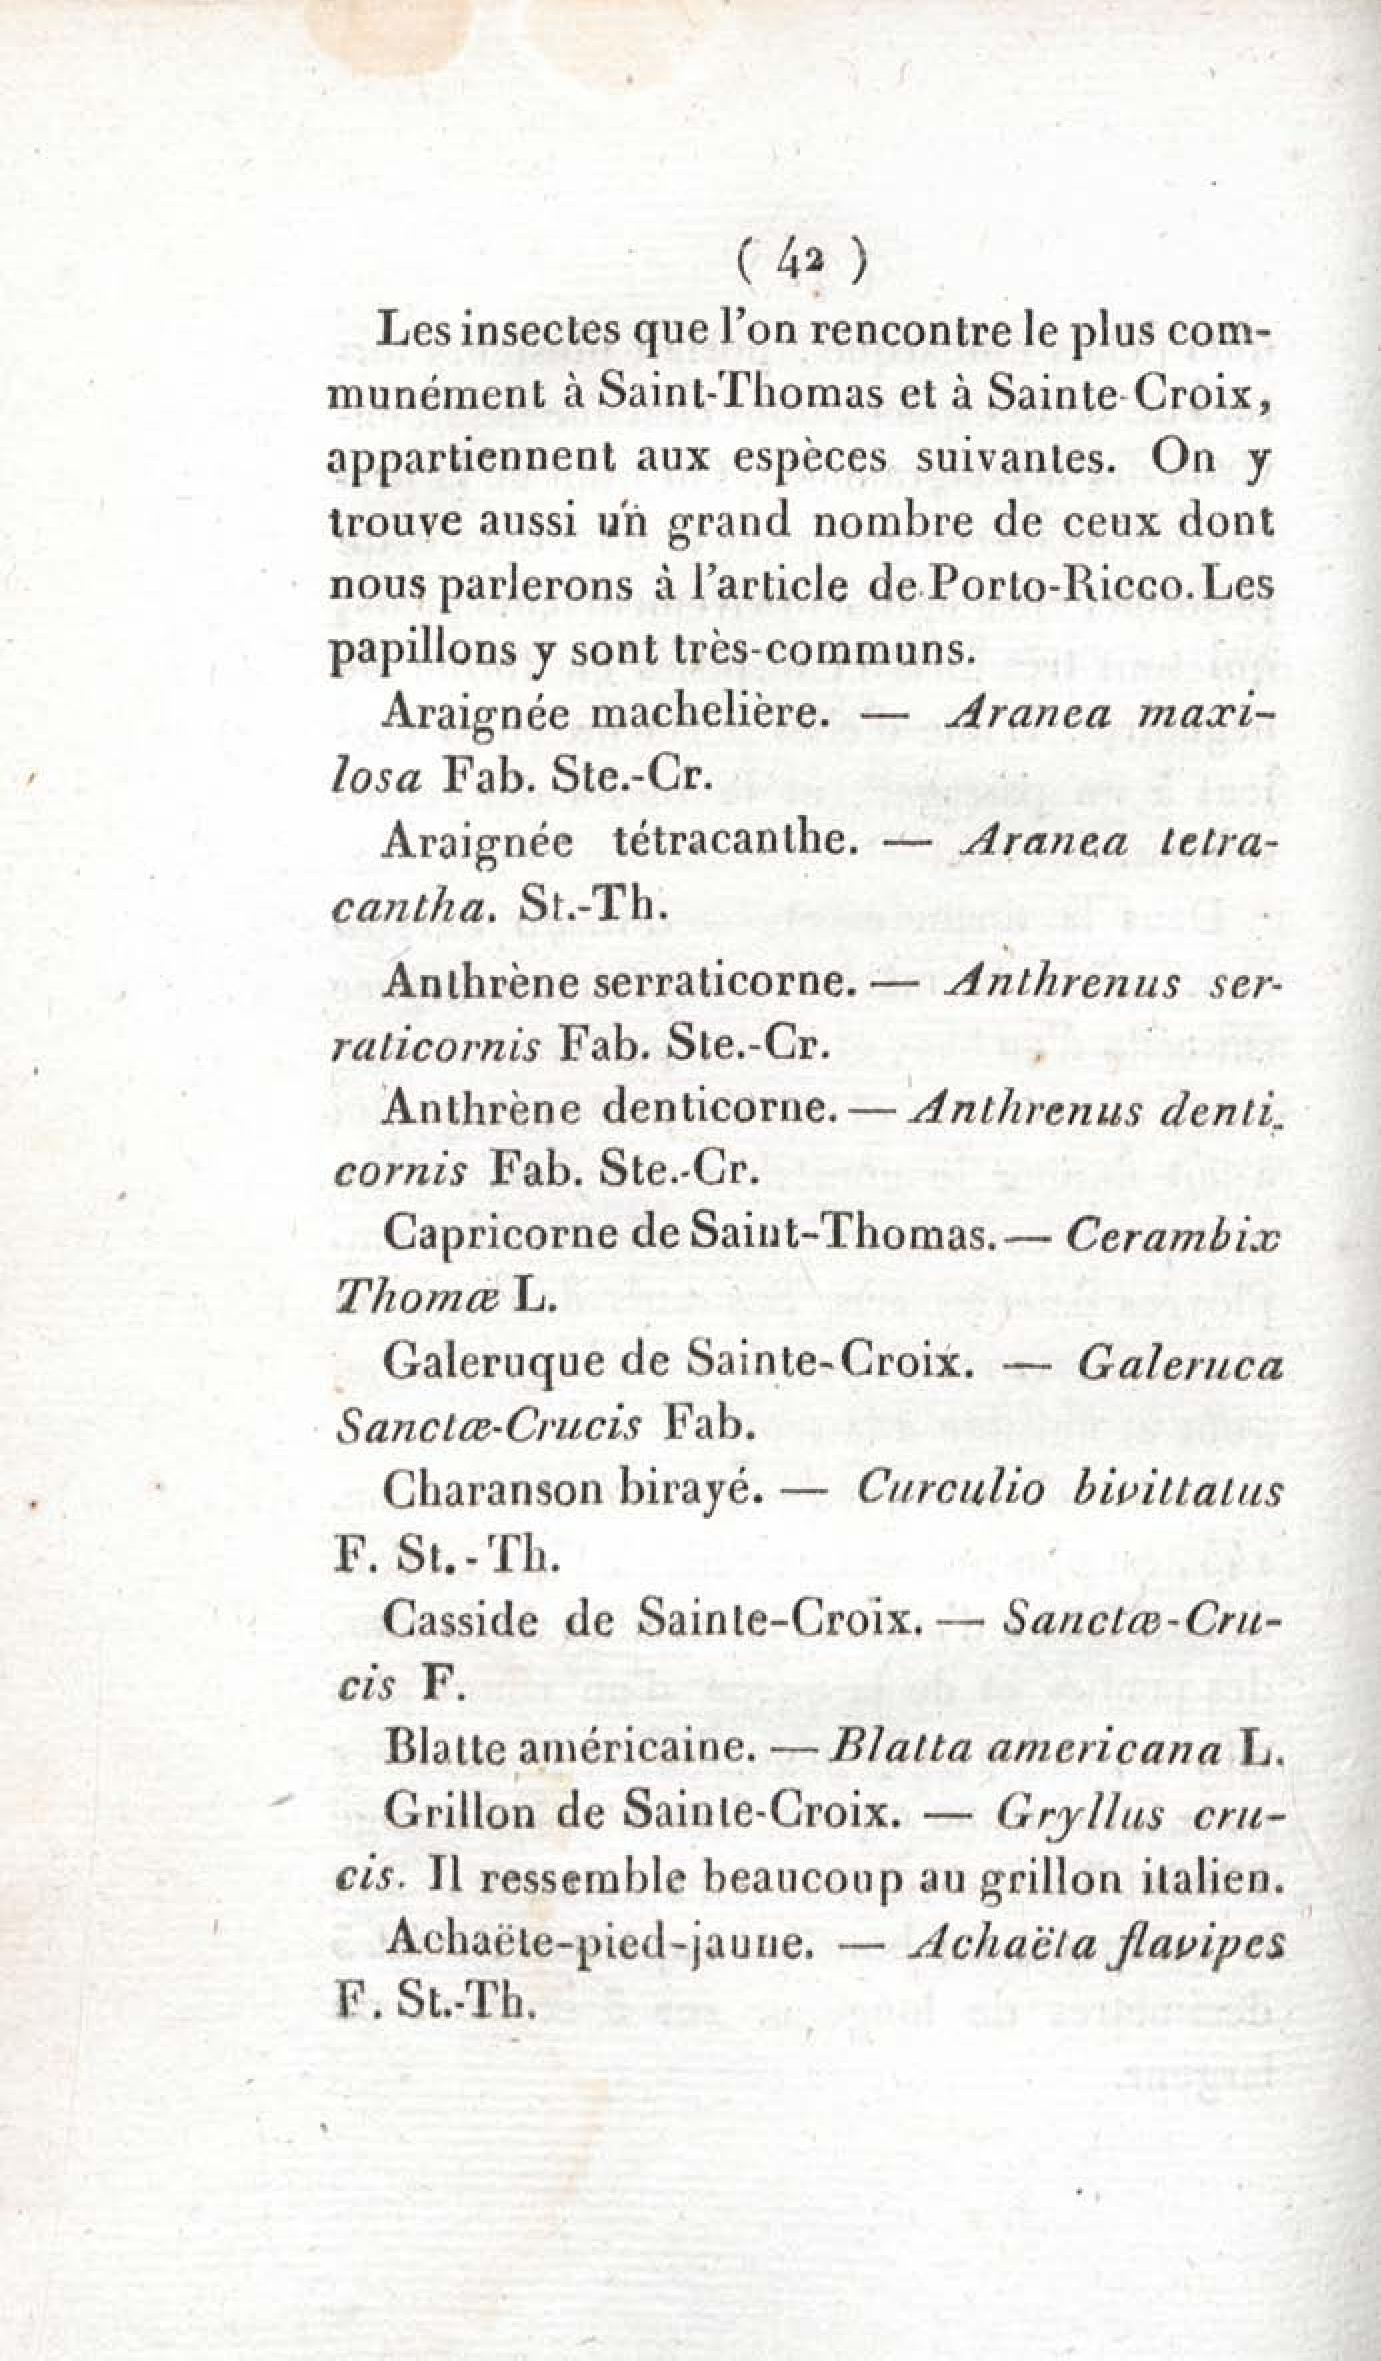 ( 42 )
Les insectes que l'on rencontre le plus com-
munément à Saint-Thomas et à Sainte-Croix,
appartiennent aux espèces suivantes. On y
trouve aussi un grand nombre de ceux dont
nous parlerons à l'article de Porto-Ricco. Les
papillons y sont très-communs.
Araignée machelière. — Aranea maxi-
losa Fab. Ste.-Cr.
Araignée tétracanthe. — Aranea tetra-
cantha. St.-Th.
Anthrène serraticorne. — Anthrenus ser-
raticornis Fab. Ste.-Cr.
Anthrène denticorne. — Anthrenus denti-
cornis Fab. Ste.-Cr.
Capricorne de Saint-Thomas. — Cerambix
Thomæ L.
Galeruque de Sainte-Croix. — Galeruca
Sanctæ-Crucis Fab.
Charanson birayé. — Curculio bivittatus
F. St.-Th.
Casside de Sainte-Croix. — Sanctæ-Cru-
cis F.
Blatte américaine. — Blatta americana L.
Grillon de Sainte-Croix. — Gryllus cru-
cis. Il ressemble beaucoup au grillon italien.
Achaëte-pied-jaune. — Achaëta flavipes
F. St.-Th.